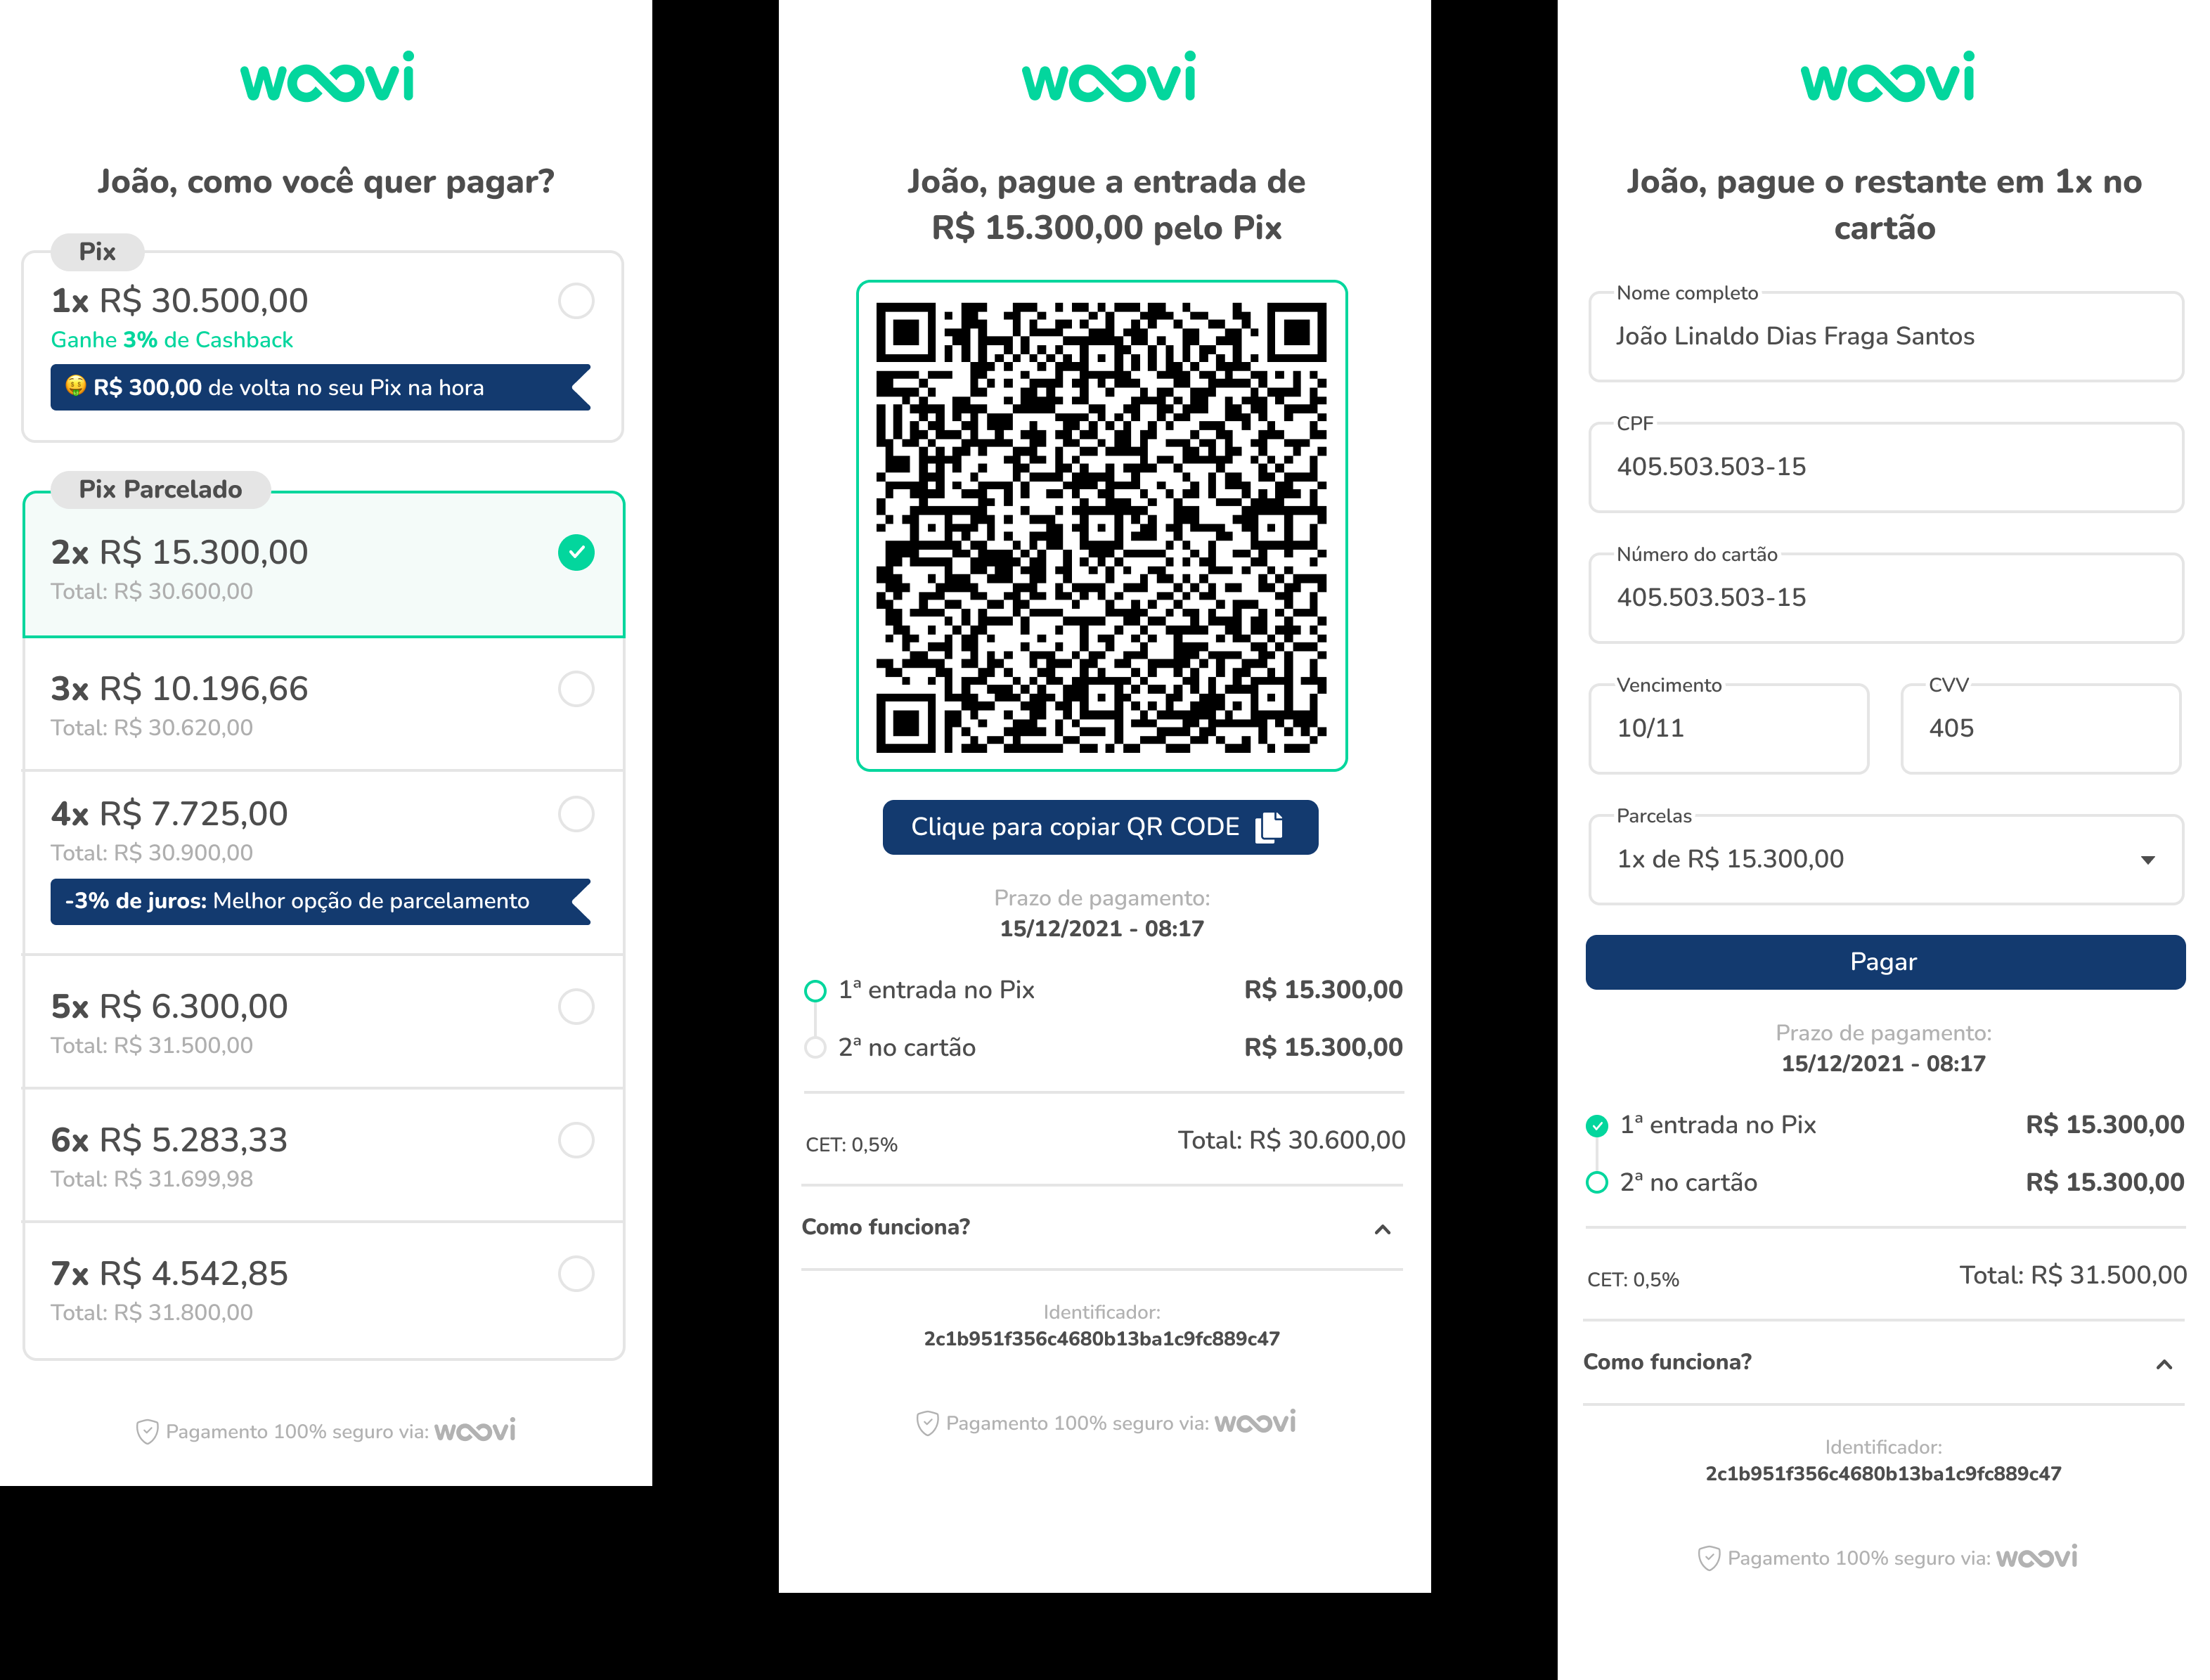 woovi
João, como você quer pagar?
Pix
1x R$ 30.500,00
Ganhe 3% de Cashback
🤑 R$ 300,00 de volta no seu Pix na hora
Pix Parcelado
2x R$ 15.300,00
Total: R$ 30.600,00
3x R$ 10.196,66
Total: R$ 30.620,00
4x R$ 7.725,00
Total: R$ 30.900,00
-3% de juros: Melhor opção de parcelamento
5x R$ 6.300,00
Total: R$ 31.500,00
6x R$ 5.283,33
Total: R$ 31.699,98
7x R$ 4.542,85
Total: R$ 31.800,00
Pagamento 100% seguro via: woovi
woovi
João, pague a entrada de
R$ 15.300,00 pelo Pix
Clique para copiar QR CODE
Prazo de pagamento:
15/12/2021 - 08:17
1ª entrada no Pix R$ 15.300,00
2ª no cartão R$ 15.300,00
CET: 0,5% Total: R$ 30.600,00
Como funciona?
Identificador:
2c1b951f356c4680b13ba1c9fc889c47
Pagamento 100% seguro via: woovi
woovi
João, pague o restante em 1x no
cartão
Nome completo
João Linaldo Dias Fraga Santos
CPF
405.503.503-15
Número do cartão
405.503.503-15
Vencimento CVV
10/11 405
Parcelas
1x de R$ 15.300,00
Pagar
Prazo de pagamento:
15/12/2021 - 08:17
1ª entrada no Pix R$ 15.300,00
2ª no cartão R$ 15.300,00
CET: 0,5% Total: R$ 31.500,00
Como funciona?
Identificador:
2c1b951f356c4680b13ba1c9fc889c47
Pagamento 100% seguro via: woovi